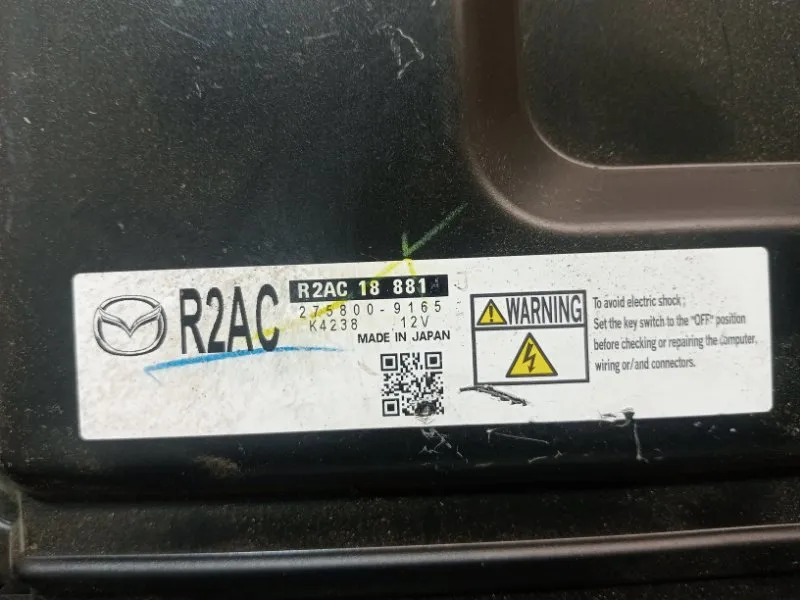 R2AC
R2AC 18 881
275800-9165
K4238 12V
MADE IN JAPAN
WARNING
To avoid electric shock;
Set the key switch to the "OFF" position
before checking or repairing the computer,
wiring or/and connectors.